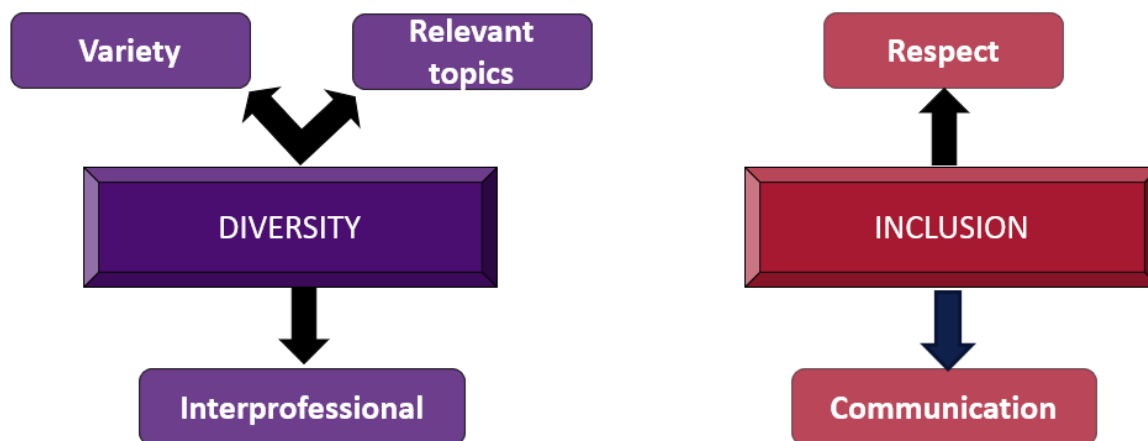 Variety
Relevant
topics
Respect
DIVERSITY
INCLUSION
Interprofessional
Communication